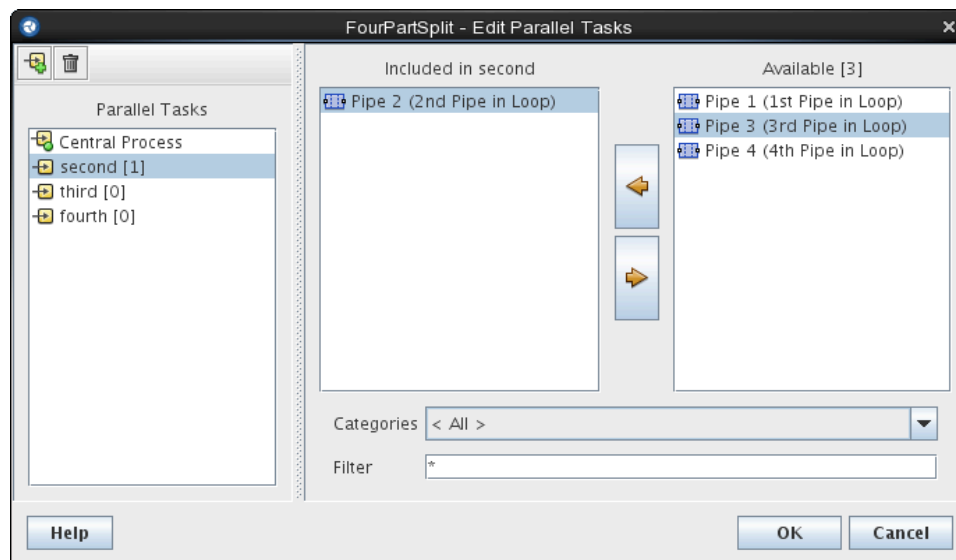 FourPartSplit - Edit Parallel Tasks
Parallel Tasks
Central Process
second [1]
third [0]
fourth [0]
Included in second
Pipe 2 (2nd Pipe in Loop)
Available [3]
Pipe 1 (1st Pipe in Loop)
Pipe 3 (3rd Pipe in Loop)
Pipe 4 (4th Pipe in Loop)
Categories < All >
Filter *
Help
OK
Cancel